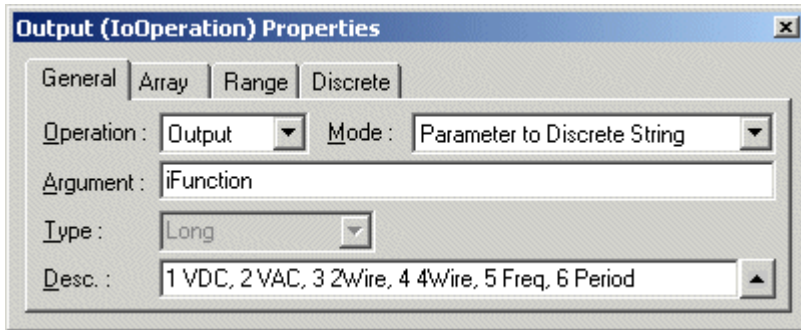 Output (IoOperation) Properties
General Array Range Discrete
Operation : Output Mode : Parameter to Discrete String
Argument : iFunction
Type : Long
Desc. : 1 VDC, 2 VAC, 3 2Wire, 4 4Wire, 5 Freq, 6 Period